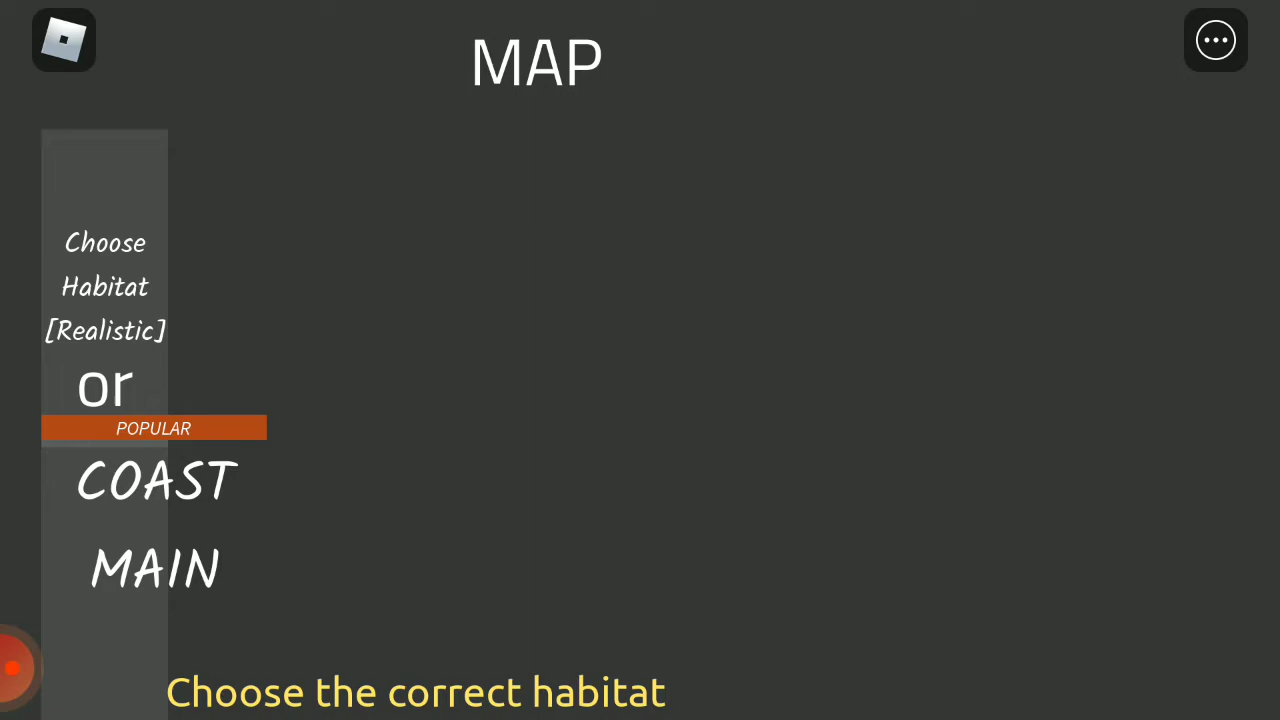 MAP
Choose
Habitat
[Realistic]
or
POPULAR
COAST
MAIN
Choose the correct habitat